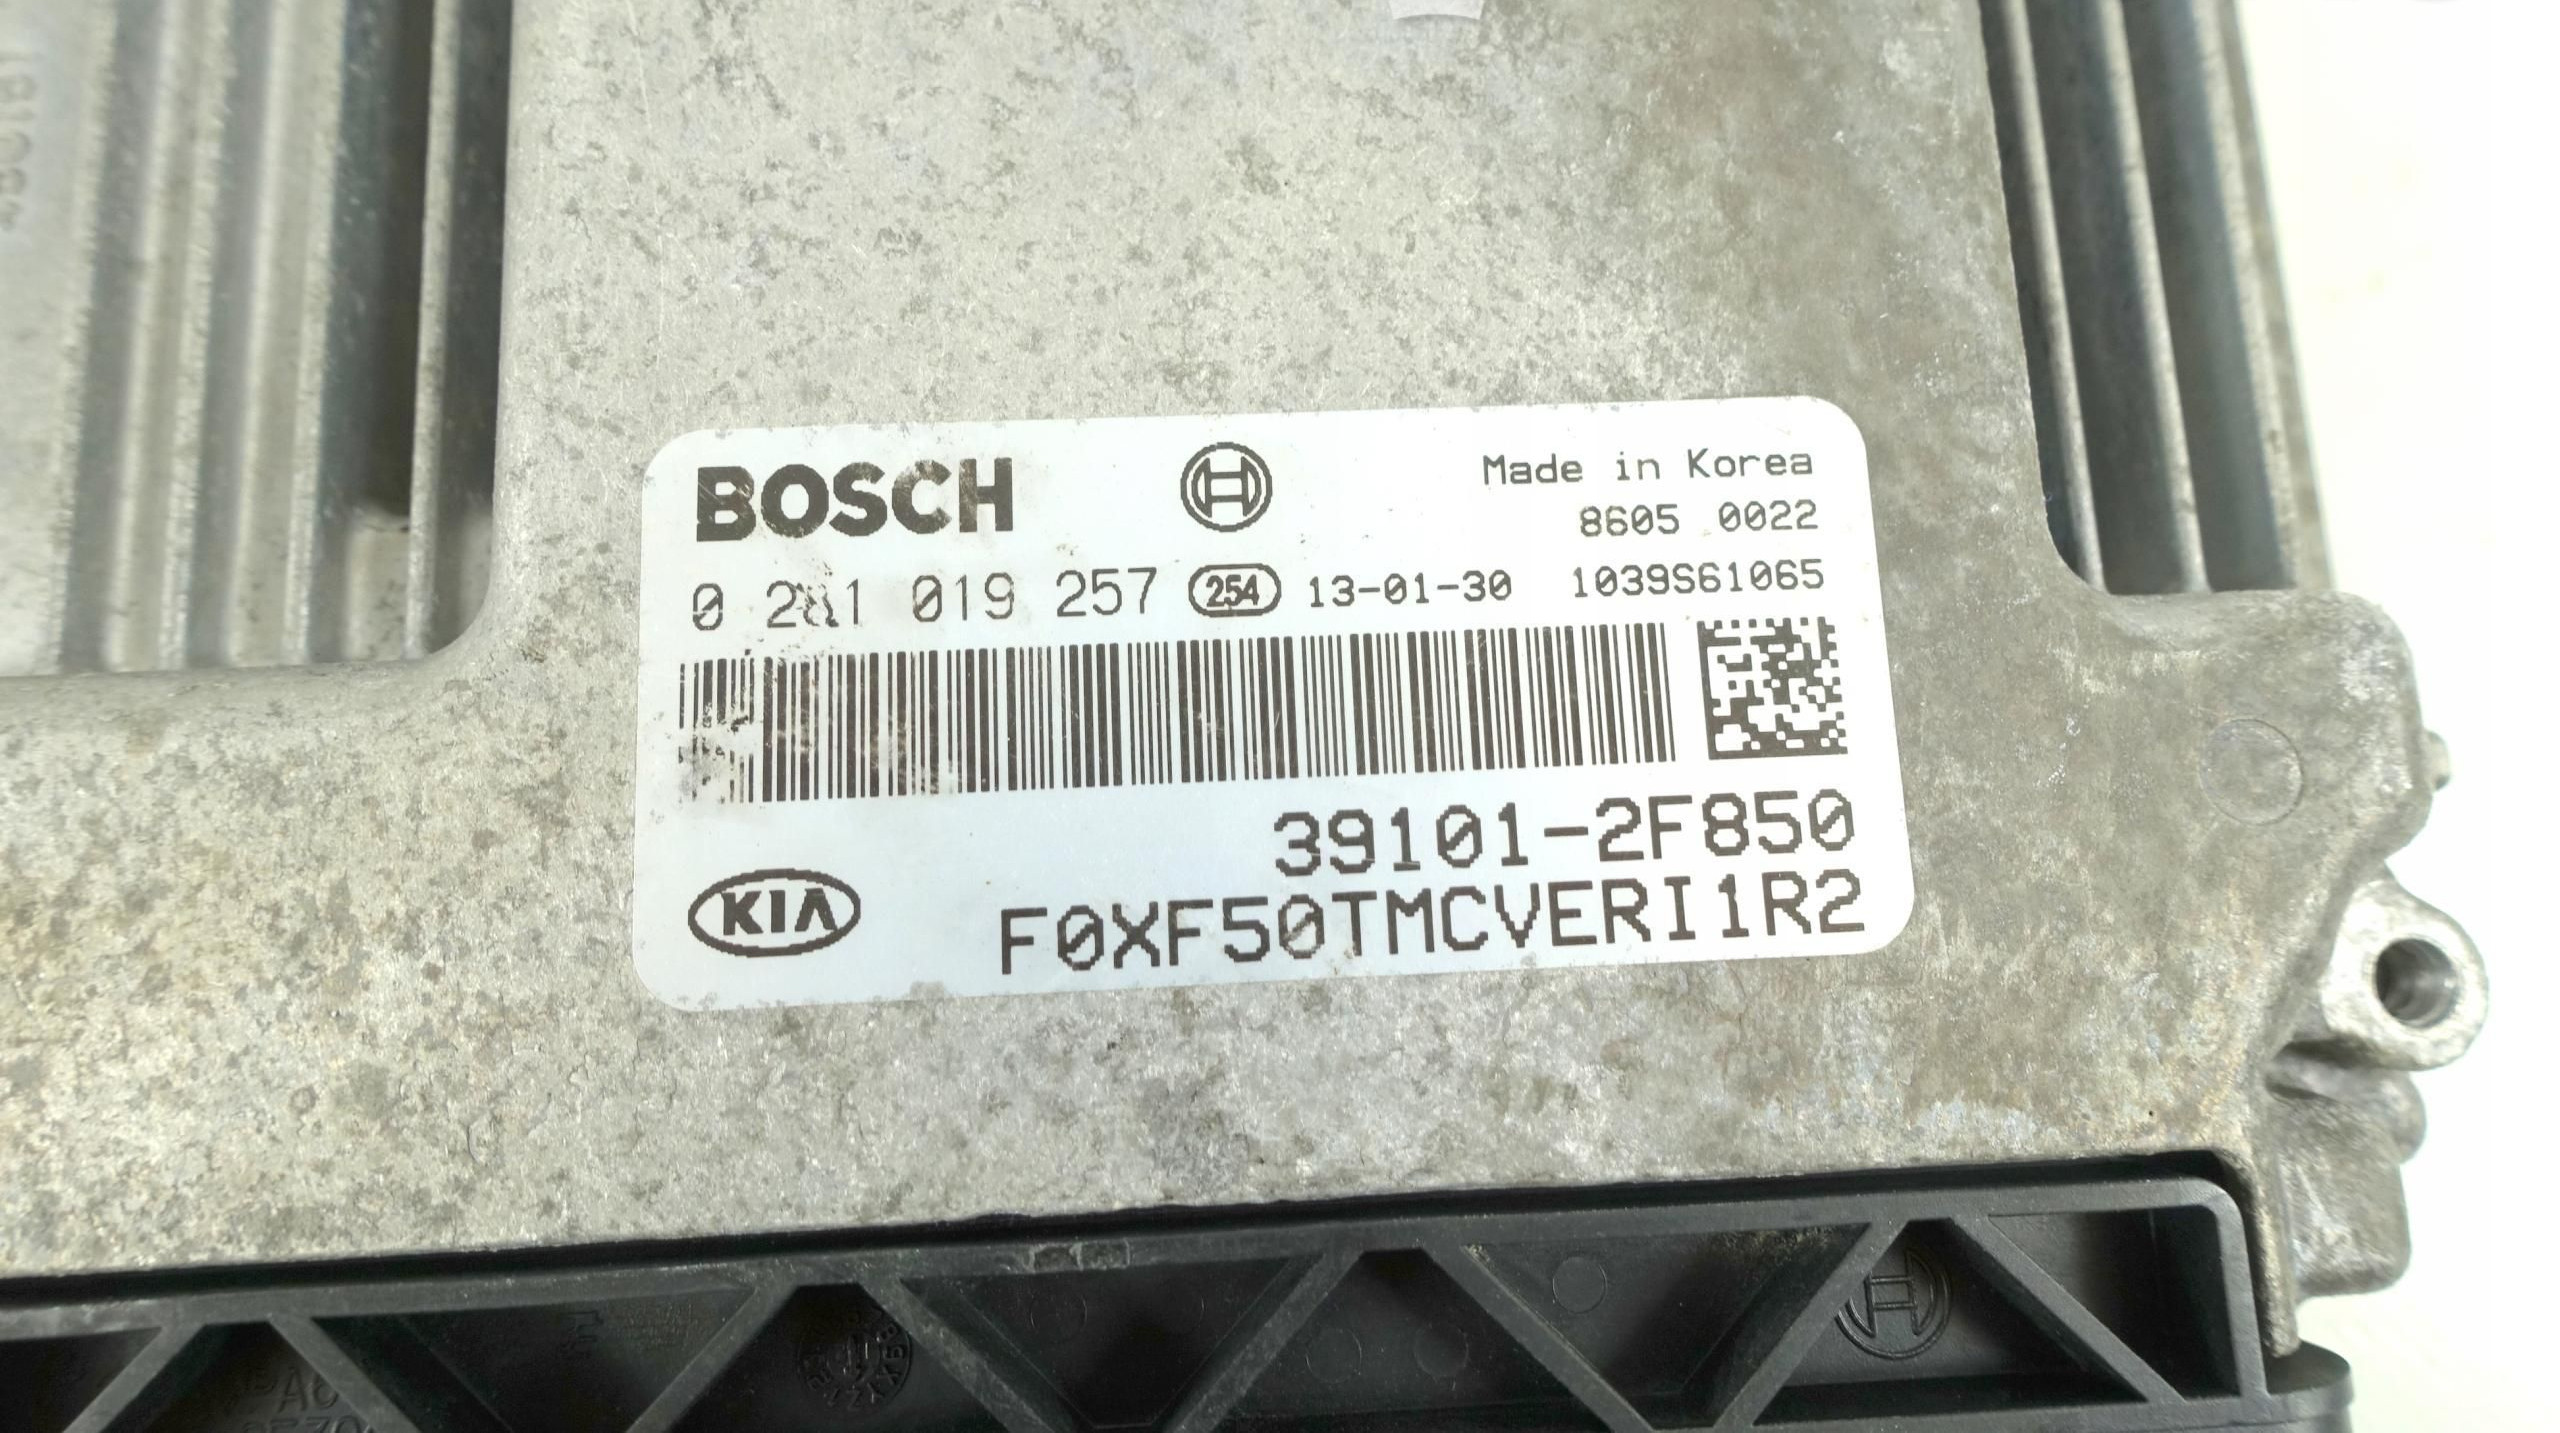 BOSCH
Made in Korea
8605 0022
0 281 019 257 254 13-01-30 1039S61065
39101-2F850
KIA
F0XF50TMCVERI1R2